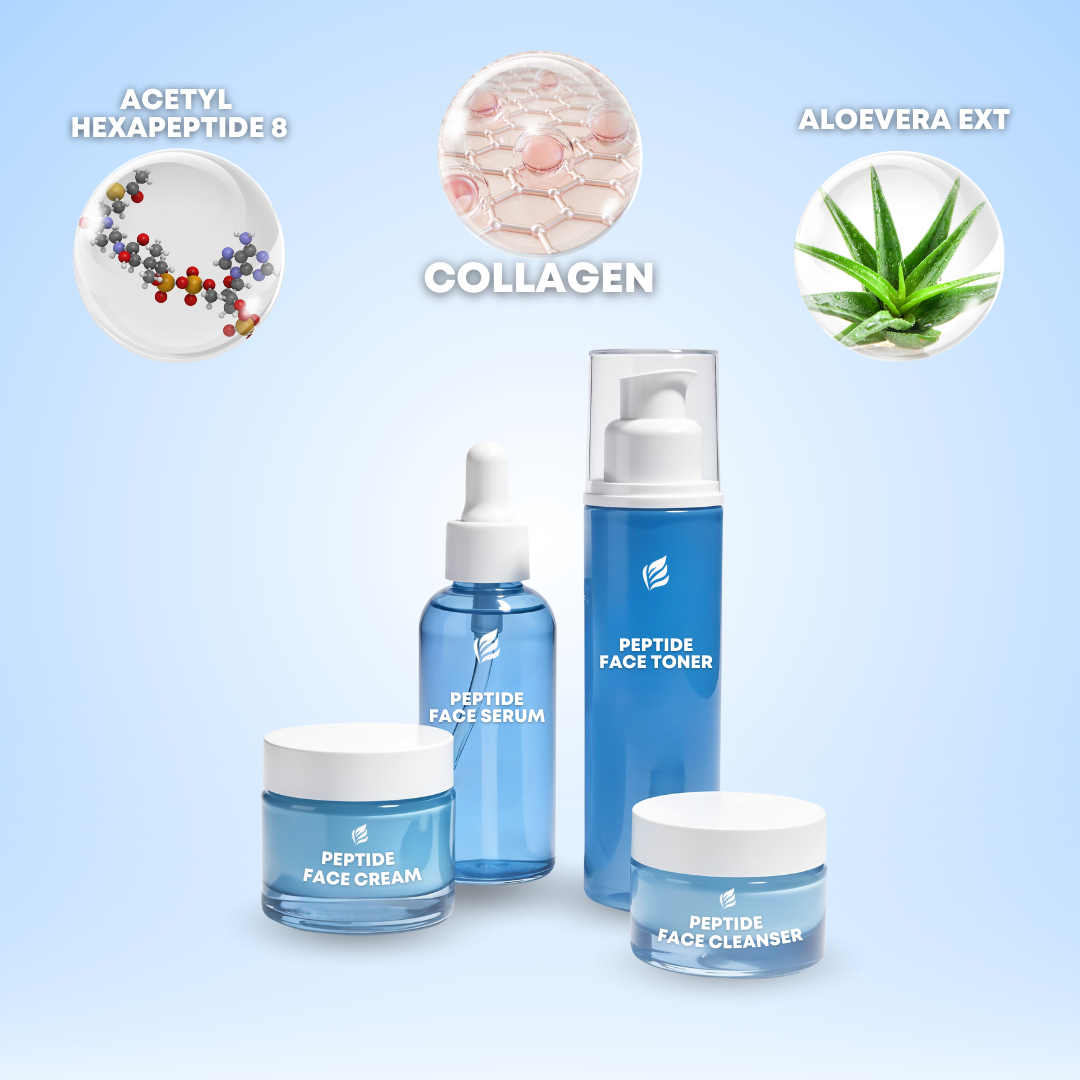 ACETYL
HEXAPEPTIDE 8
COLLAGEN
ALOEVERA EXT
PEPTIDE
FACE TONER
PEPTIDE
FACE SERUM
PEPTIDE
FACE CREAM
PEPTIDE
FACE CLEANSER